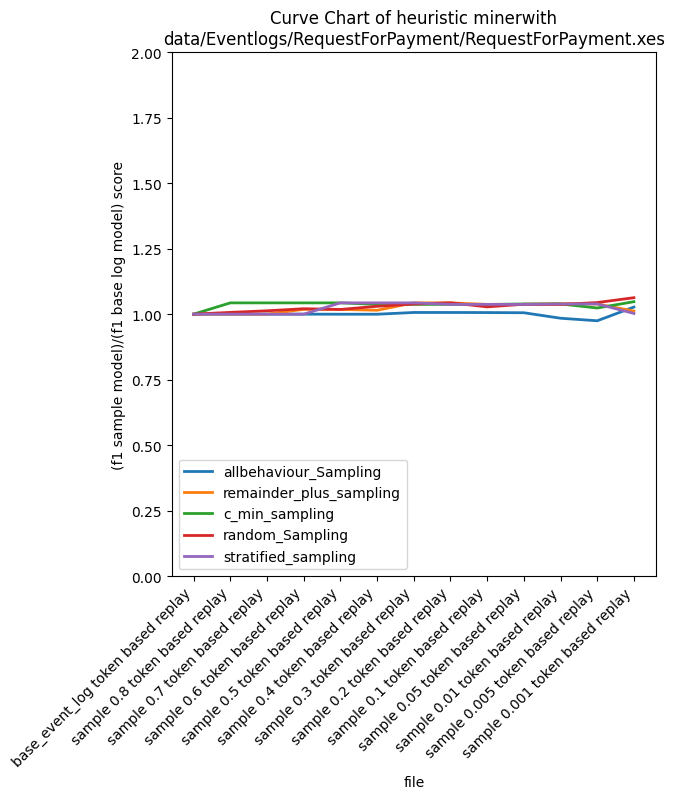 Curve Chart of heuristic minerwith
data/Eventlogs/RequestForPayment/RequestForPayment.xes
(f1 sample model)/(f1 base log model) score
2.00
1.75
1.50
1.25
1.00
0.75
0.50
0.25
0.00
allbehaviour_Sampling
remainder_plus_sampling
c_min_sampling
random_Sampling
stratified_sampling
base_event_log token based replay
sample 0.8 token based replay
sample 0.7 token based replay
sample 0.6 token based replay
sample 0.5 token based replay
sample 0.4 token based replay
sample 0.3 token based replay
sample 0.2 token based replay
sample 0.1 token based replay
sample 0.05 token based replay
sample 0.01 token based replay
sample 0.005 token based replay
sample 0.001 token based replay
file